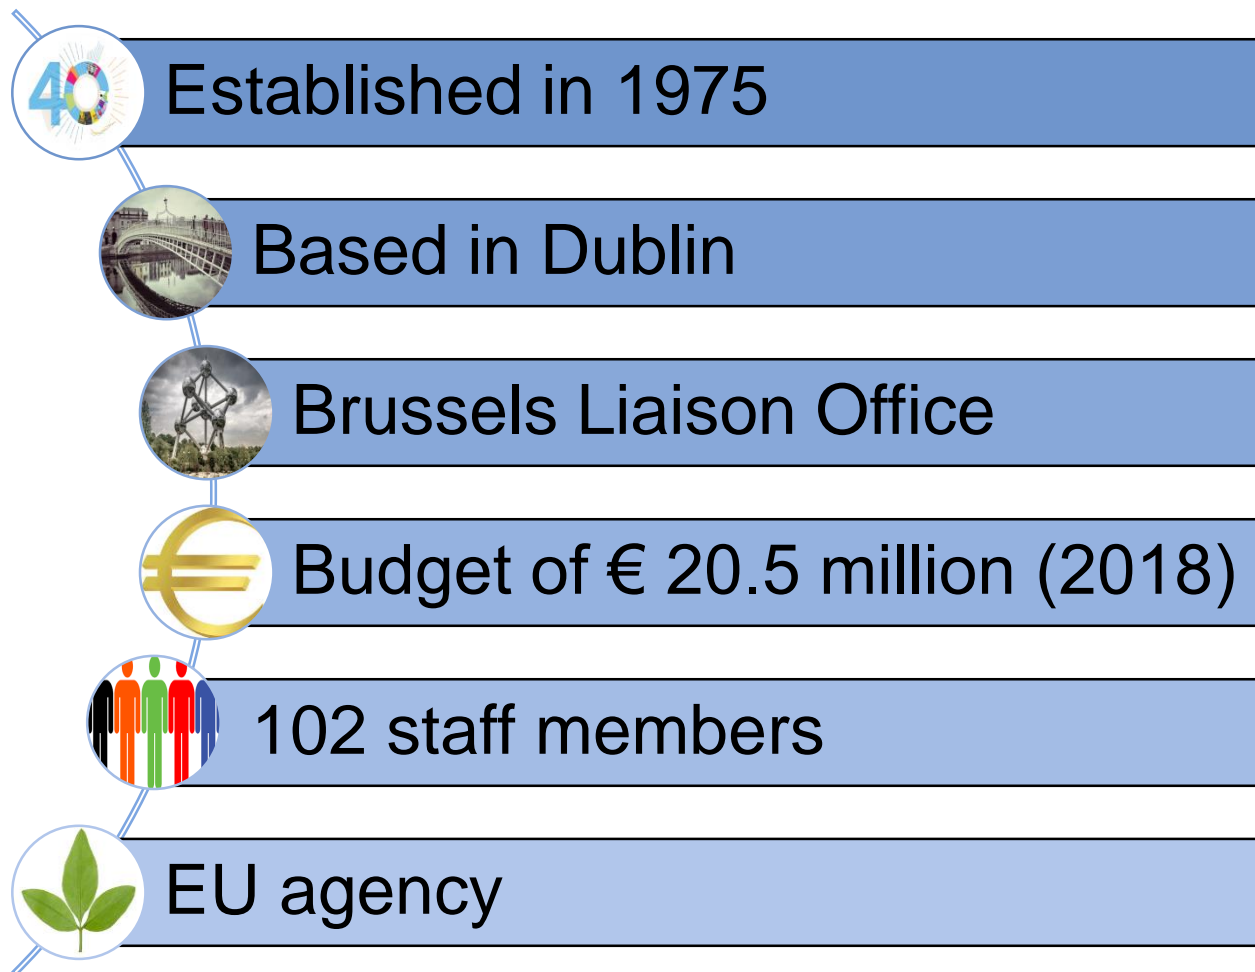 40
Established in 1975
Based in Dublin
Brussels Liaison Office
Budget of € 20.5 million (2018)
102 staff members
EU agency